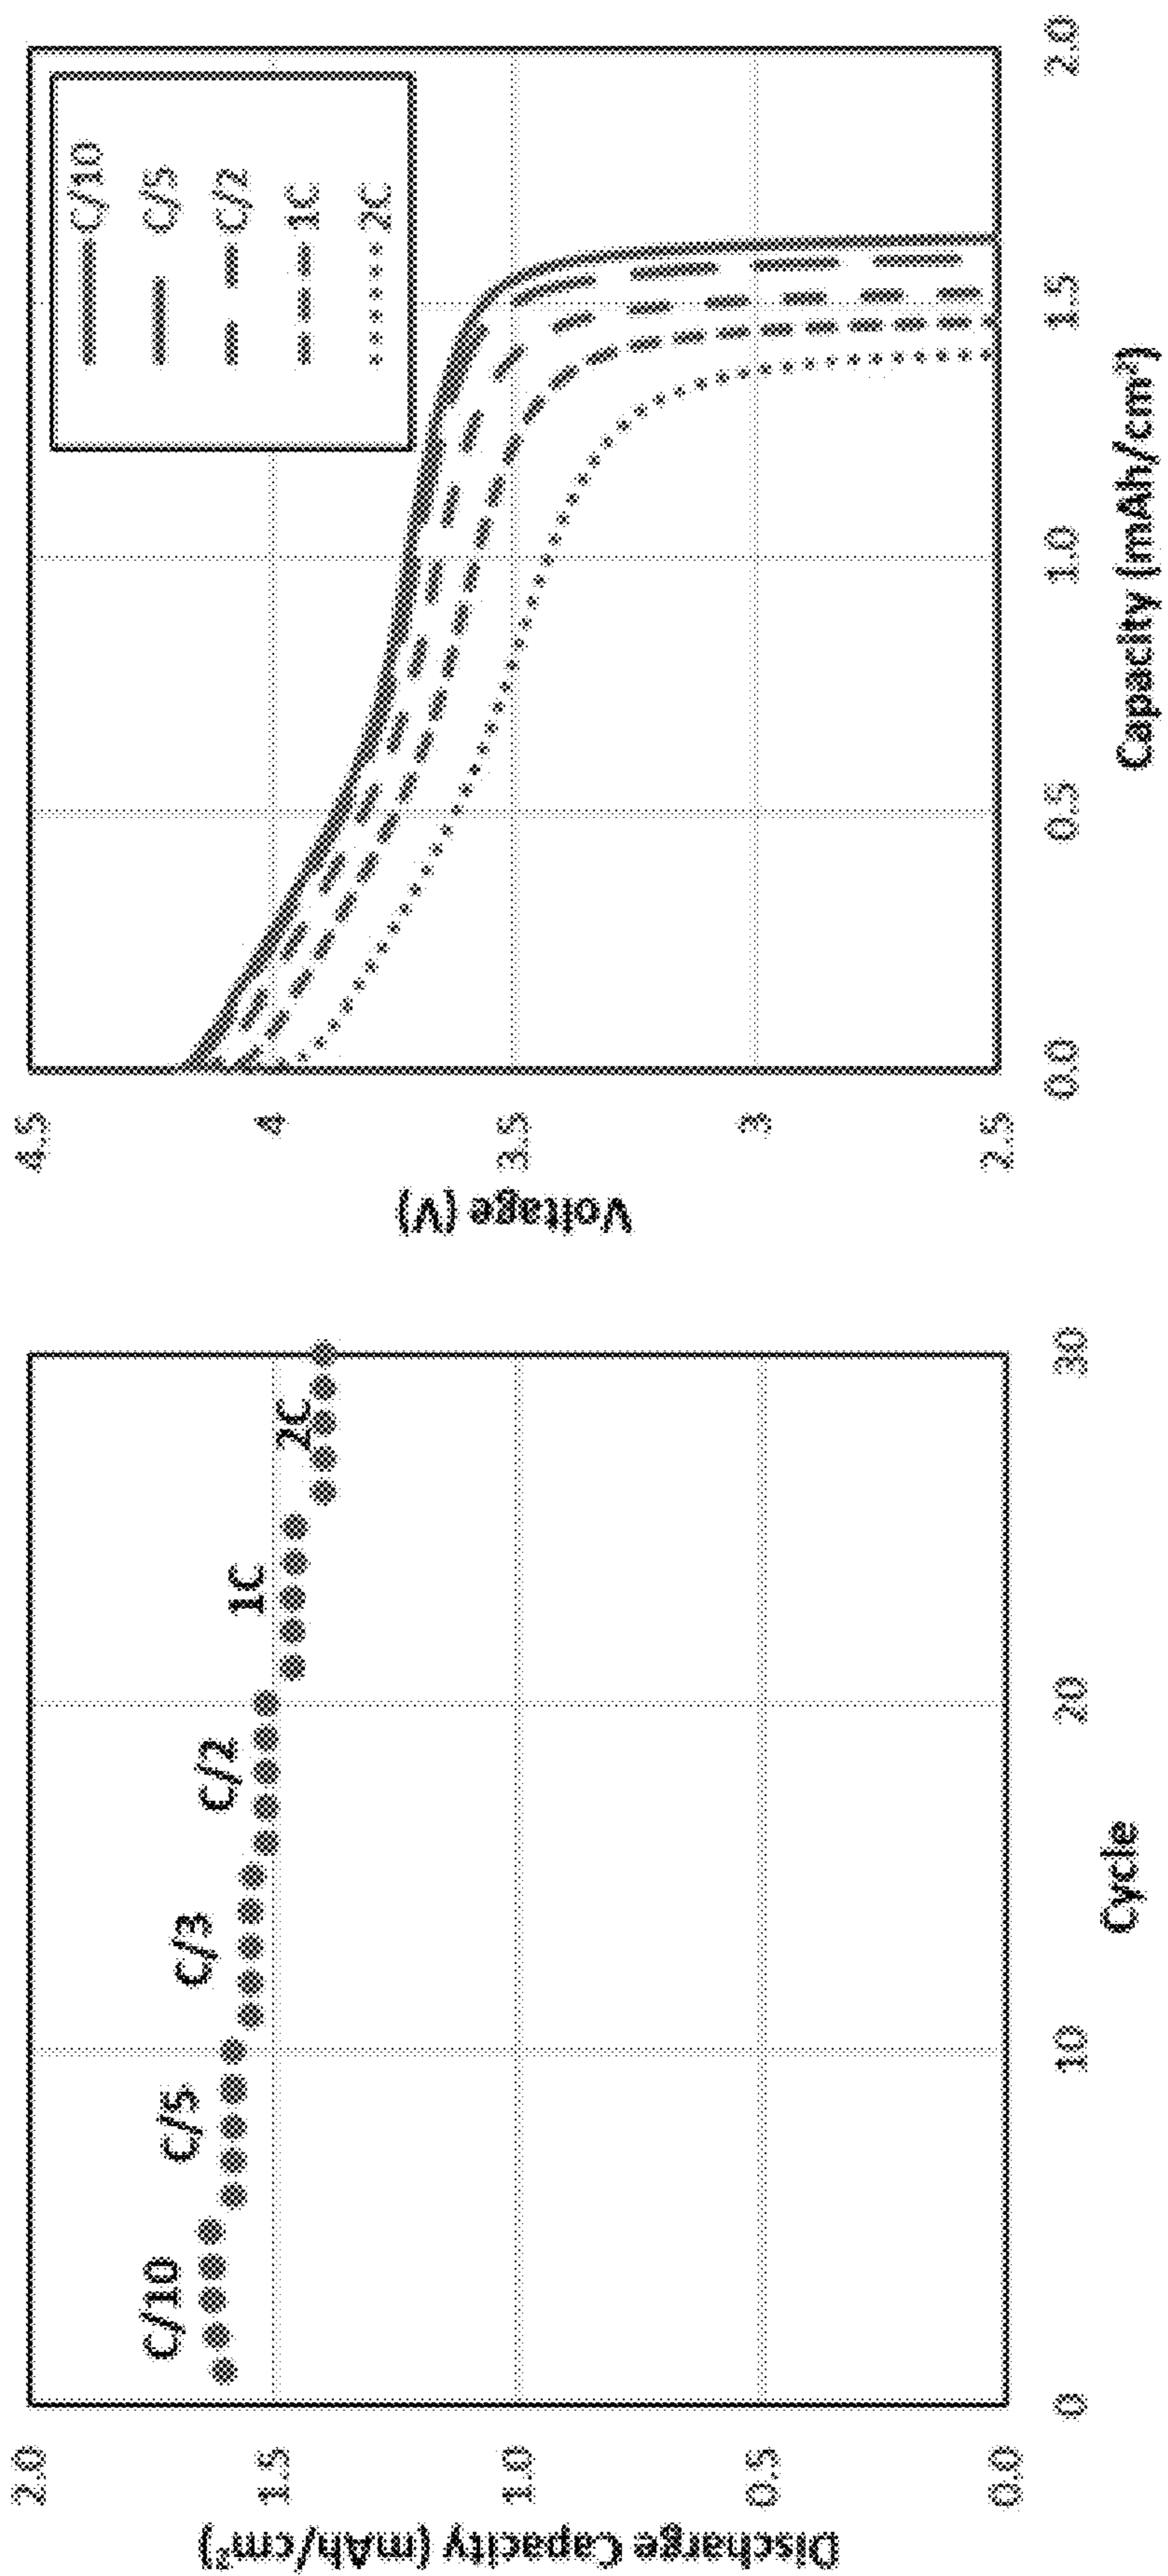 Discharge Capacity (mAh/cm²)
2.0
1.5
1.0
0.5
0.0
C/10
C/5
C/3
C/2
1C
2C
0
10
20
30
Cycle
Voltage (V)
4.5
4
3.5
3
2.5
C/10
C/5
C/2
1C
2C
0.0
0.5
1.0
1.5
2.0
Capacity (mAh/cm²)